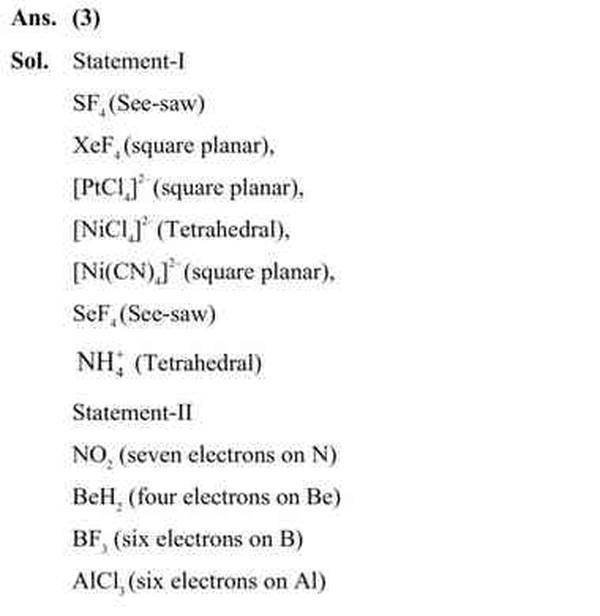 Ans. (3)
Sol. Statement-I
SF₄ (See-saw)
XeF₄ (square planar),
[PtCl₄]²⁻ (square planar),
[NiCl₄]²⁻ (Tetrahedral),
[Ni(CN)₄]²⁻ (square planar),
SeF₄ (See-saw)
NH₄⁺ (Tetrahedral)
Statement-II
NO₂ (seven electrons on N)
BeH₂ (four electrons on Be)
BF₃ (six electrons on B)
AlCl₃ (six electrons on Al)